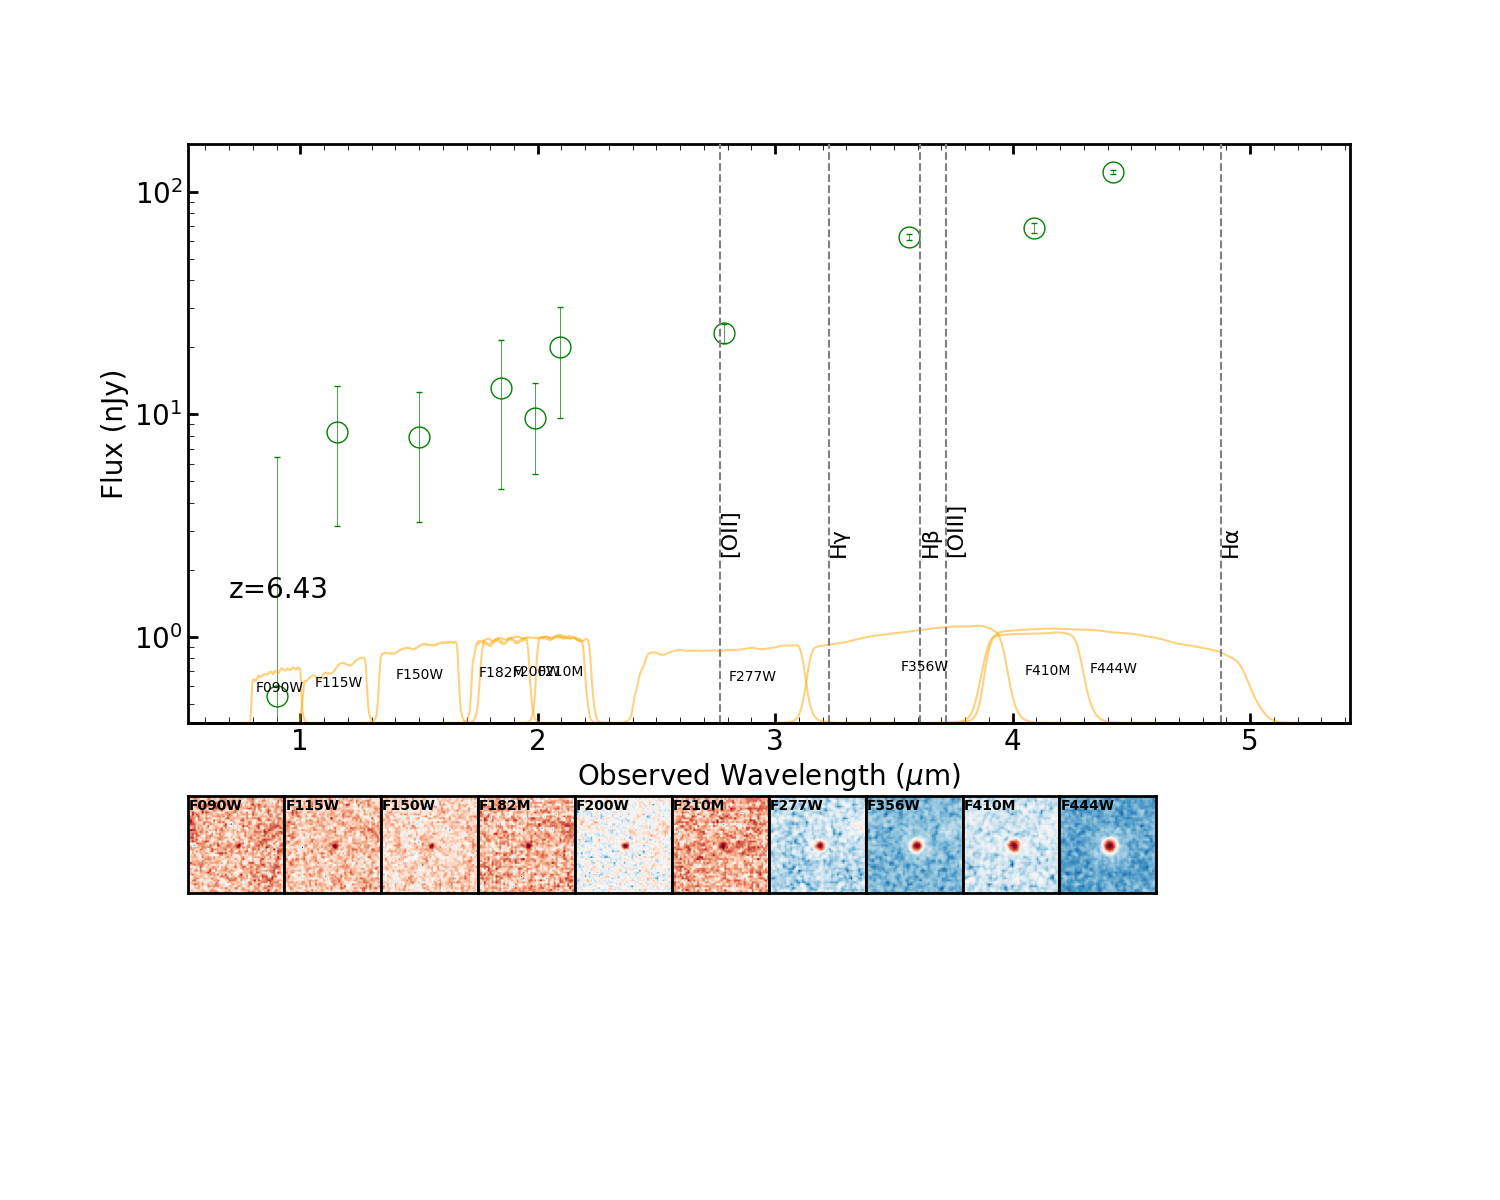 10²
10¹
10⁰
Flux (nJy)
z=6.43
[OII]
Hγ
Hβ
[OIII]
Hα
F090W
F115W
F150W
F182M
F200W
F210M
F277W
F356W
F410M
F444W
1
2
3
4
5
Observed Wavelength (μm)
F090W F115W F150W F182M F200W F210M F277W F356W F410M F444W